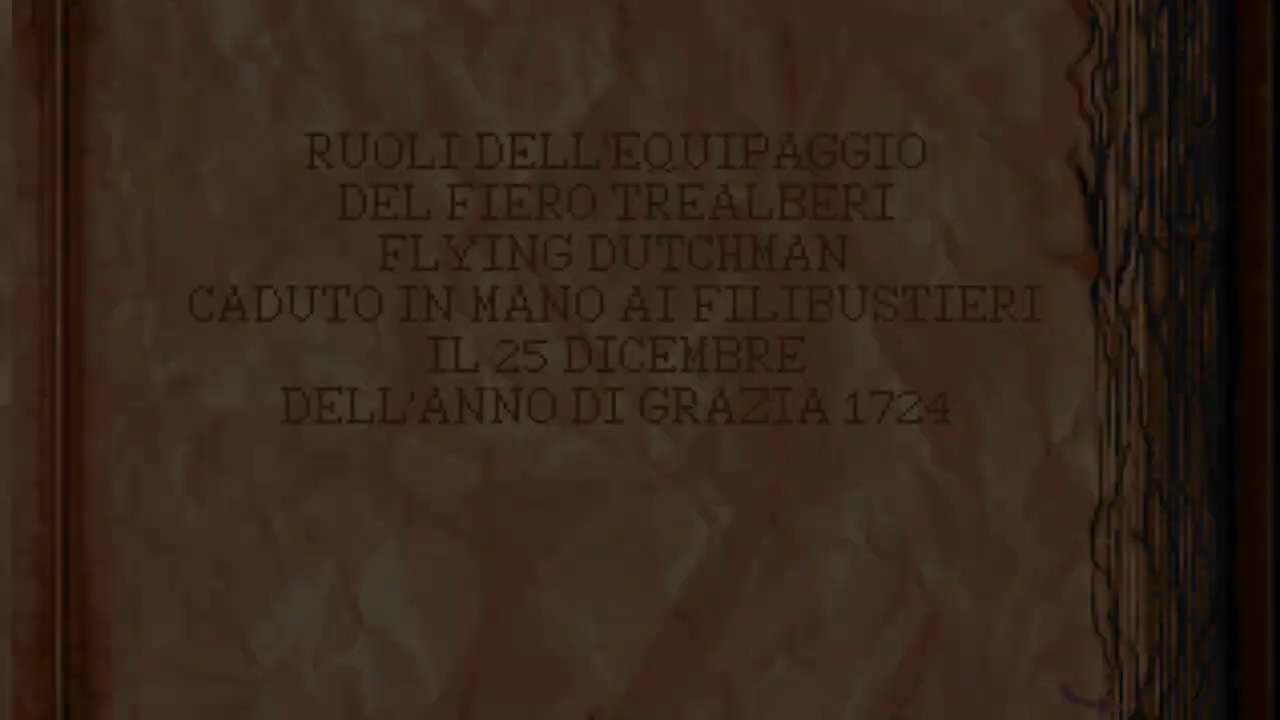 RUOLI DELL'EQUIPAGGIO
DEL FIERO TREALBERI
FLYING DUTCHMAN
CADUTO IN MANO AI FILIBUSTIERI
IL 25 DICEMBRE
DELL'ANNO DI GRAZIA 1724